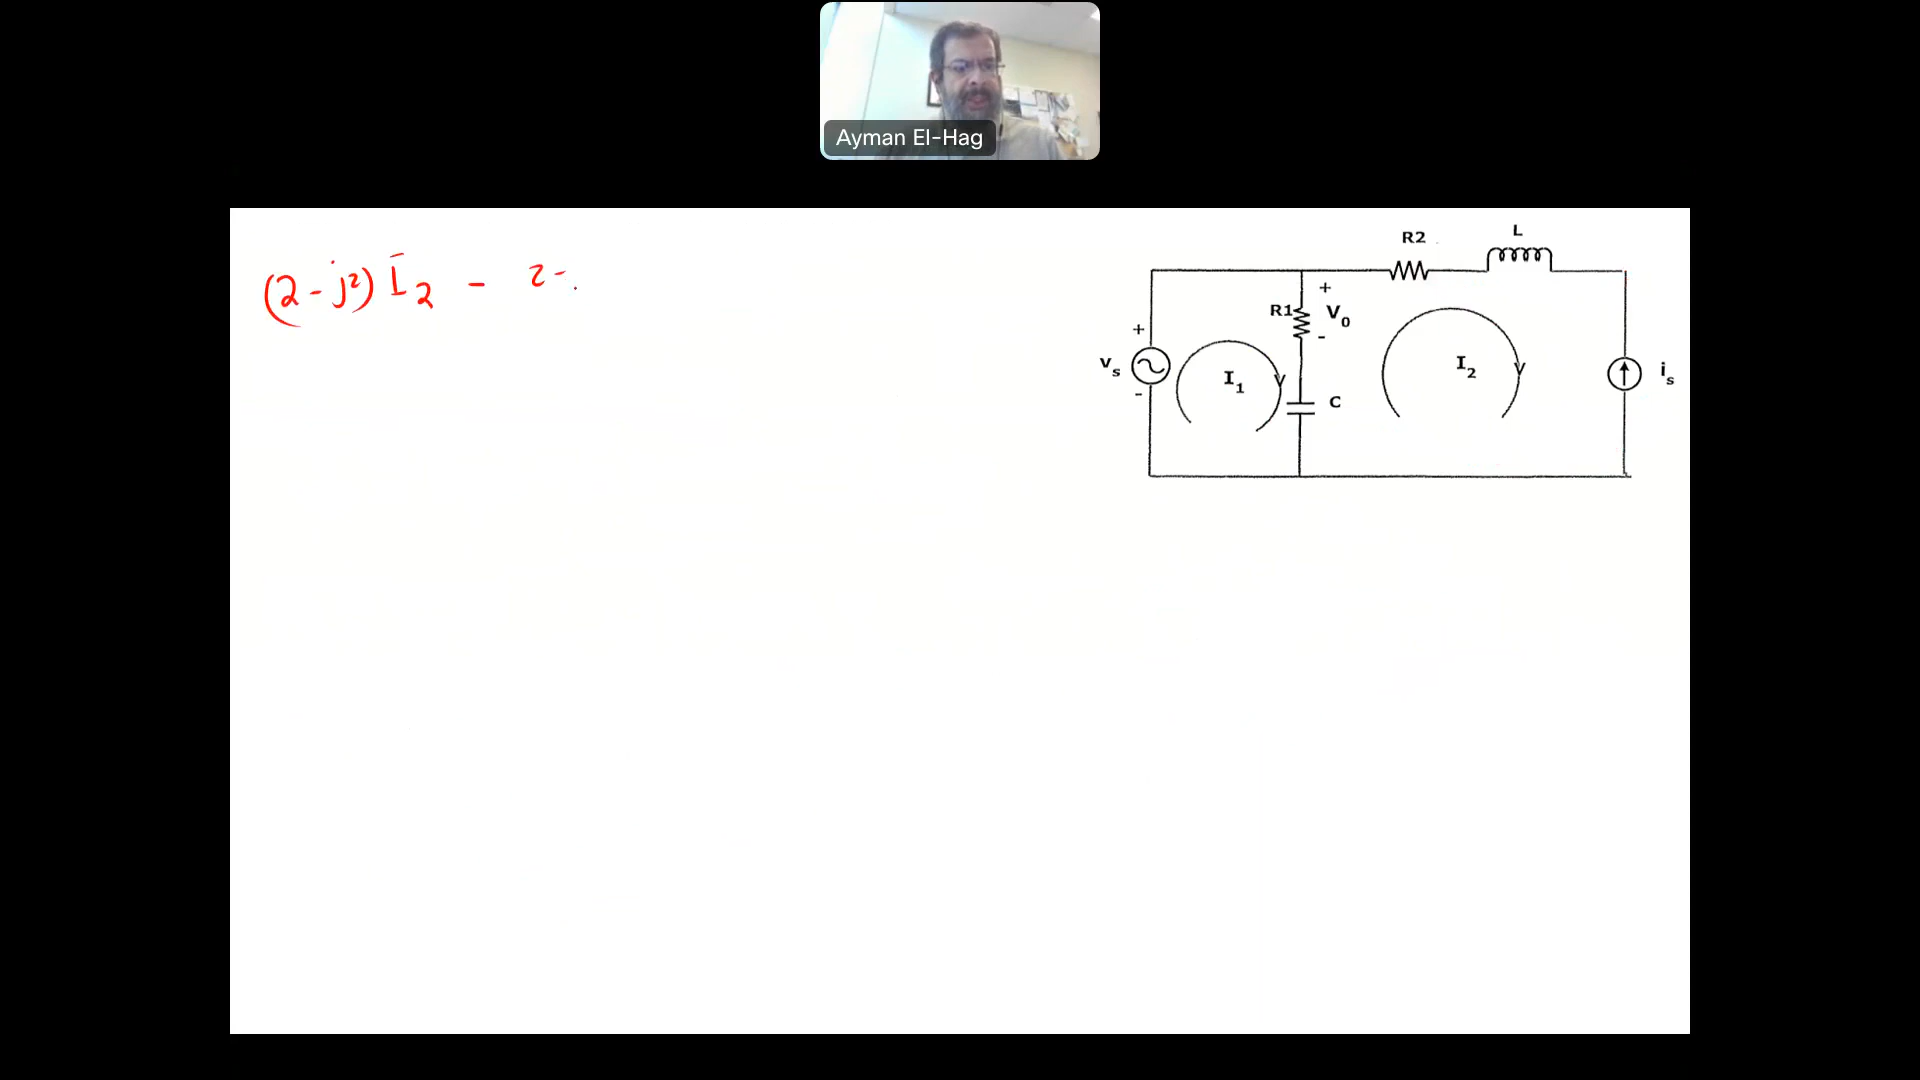 Ayman El-Hag
(2 - j2) I2 - 2 -
R2
L
+
R1
V0
-
+
vs
-
I1
C
I2
is